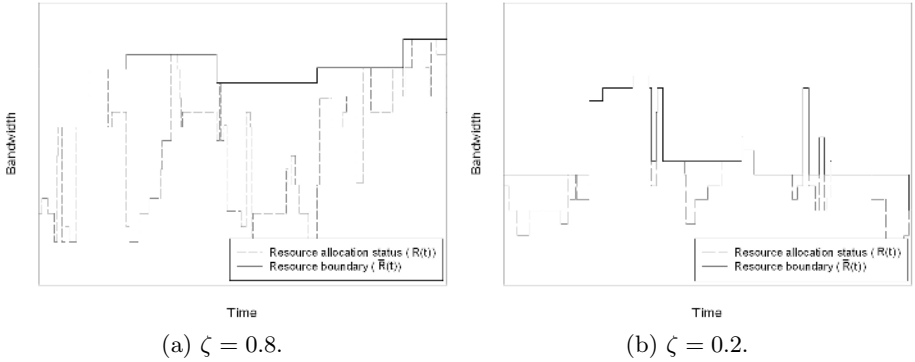 Bandwidth
Resource allocation status ( R(t))
Resource boundary ( R̅(t))
Time
(a) ζ = 0.8.
Bandwidth
Resource allocation status ( R(t))
Resource boundary ( R̅(t))
Time
(b) ζ = 0.2.